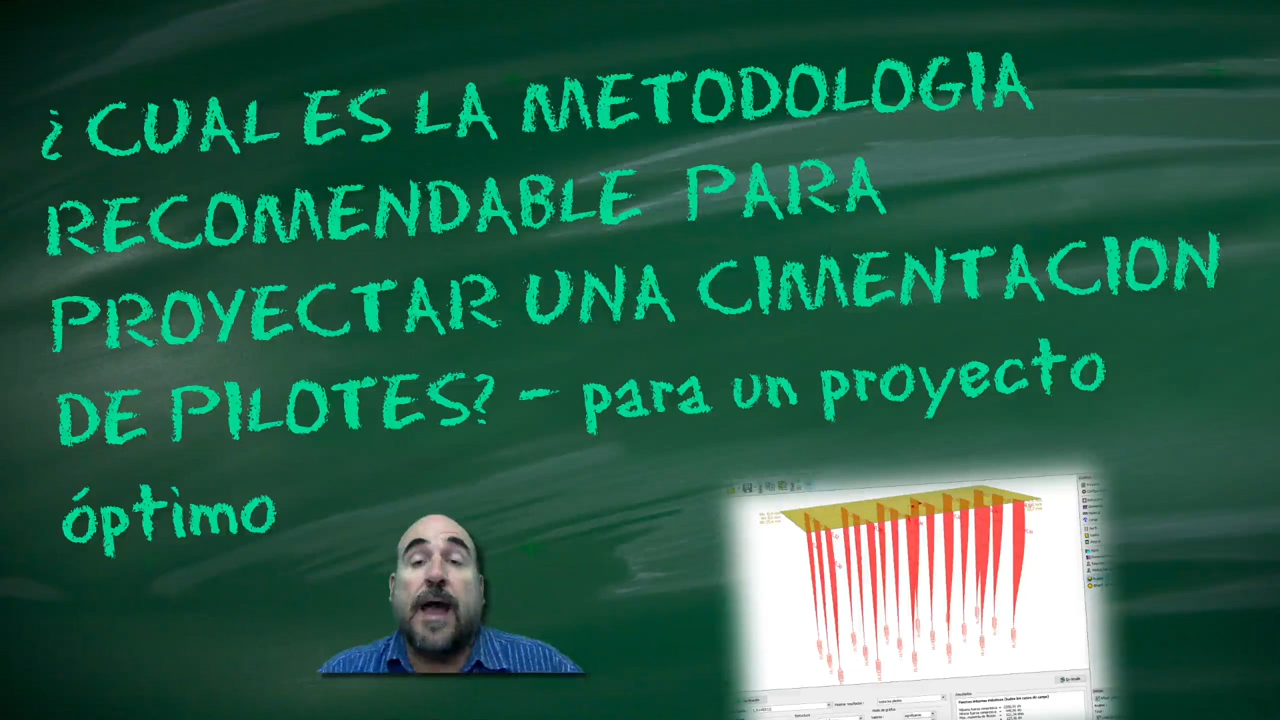 ¿ CUAL ES LA METODOLOGIA
RECOMENDABLE PARA
PROYECTAR UNA CIMENTACION
DE PILOTES? - para un proyecto
óptimo